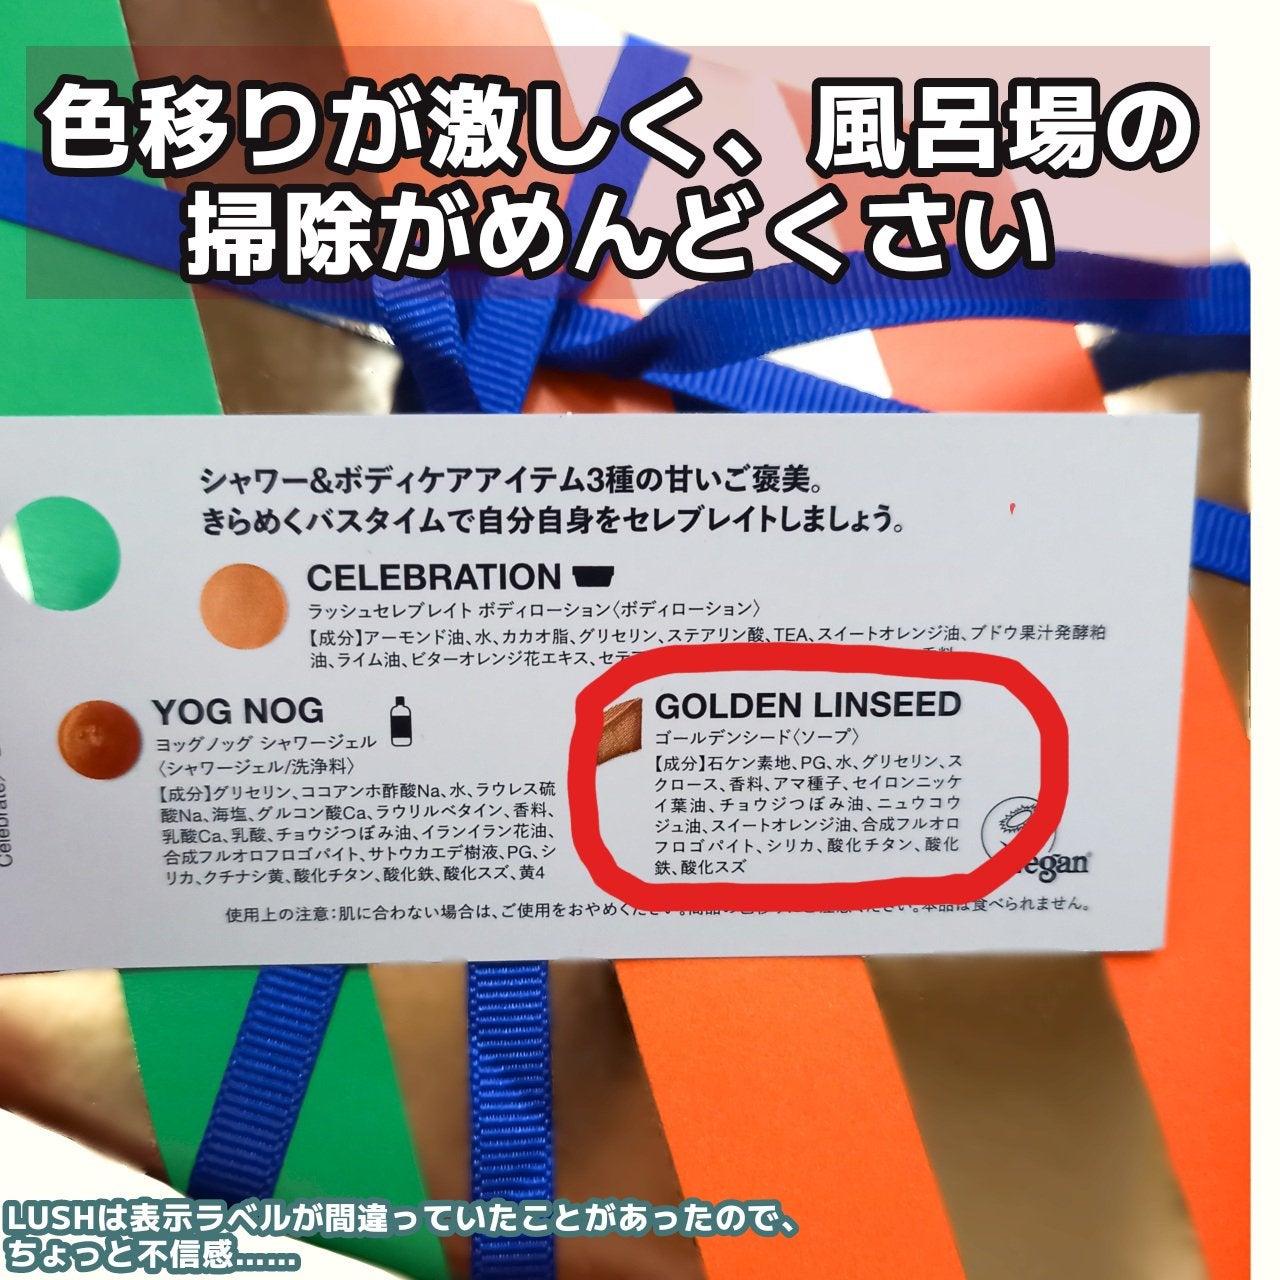 色移りが激しく、風呂場の
掃除がめんどくさい
シャワー&ボディケアアイテム3種の甘いご褒美。
きらめくバスタイムで自分自身をセレブレイトしましょう。
CELEBRATION
ラッシュセレブレイト ボディローション〈ボディローション〉
【成分】アーモンド油、水、カカオ脂、グリセリン、ステアリン酸、TEA、スイートオレンジ油、ブドウ果汁発酵粕
油、ライム油、ビターオレンジ花エキス、セテア
YOG NOG
ヨッグノッグ シャワージェル
〈シャワージェル/洗浄料〉
【成分】グリセリン、ココアンホ酢酸Na、水、ラウレス硫
酸Na、海塩、グルコン酸Ca、ラウリルベタイン、香料、
乳酸Ca、乳酸、チョウジつぼみ油、イランイラン花油、
合成フルオロフロゴパイト、サトウカエデ樹液、PG、シ
リカ、クチナシ黄、酸化チタン、酸化鉄、酸化スズ、黄4
GOLDEN LINSEED
ゴールデンシード〈ソープ〉
【成分】石ケン素地、PG、水、グリセリン、ス
クロース、香料、アマ種子、セイロンニッケ
イ葉油、チョウジつぼみ油、ニュウコウ
ジュ油、スイートオレンジ油、合成フルオロ
フロゴパイト、シリカ、酸化チタン、酸化
鉄、酸化スズ
使用上の注意：肌に合わない場合は、ご使用をおやめください。本品は食べられません。
Celebrate
LUSHは表示ラベルが間違っていたことがあったので、
ちょっと不信感……